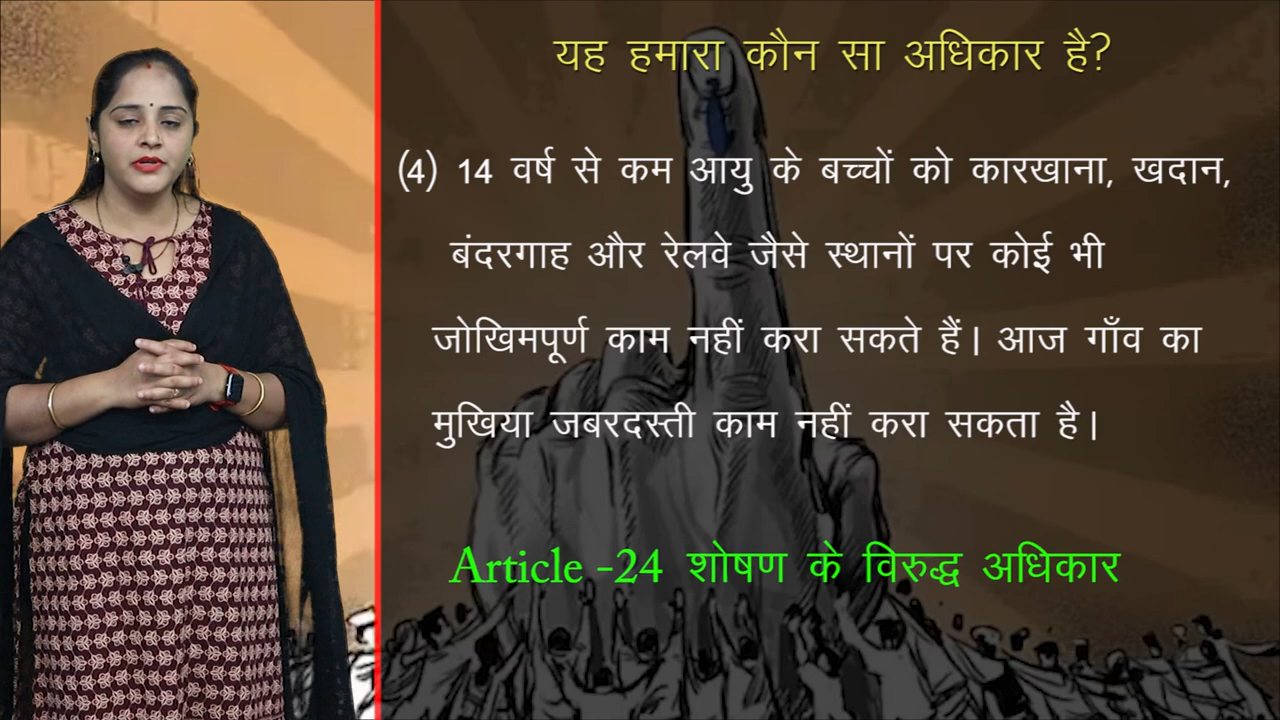 यह हमारा कौन सा अधिकार है?
(4) 14 वर्ष से कम आयु के बच्चों को कारखाना, खदान,
बंदरगाह और रेलवे जैसे स्थानों पर कोई भी
जोखिमपूर्ण काम नहीं करा सकते हैं। आज गाँव का
मुखिया जबरदस्ती काम नहीं करा सकता है।
Article -24 शोषण के विरुद्ध अधिकार